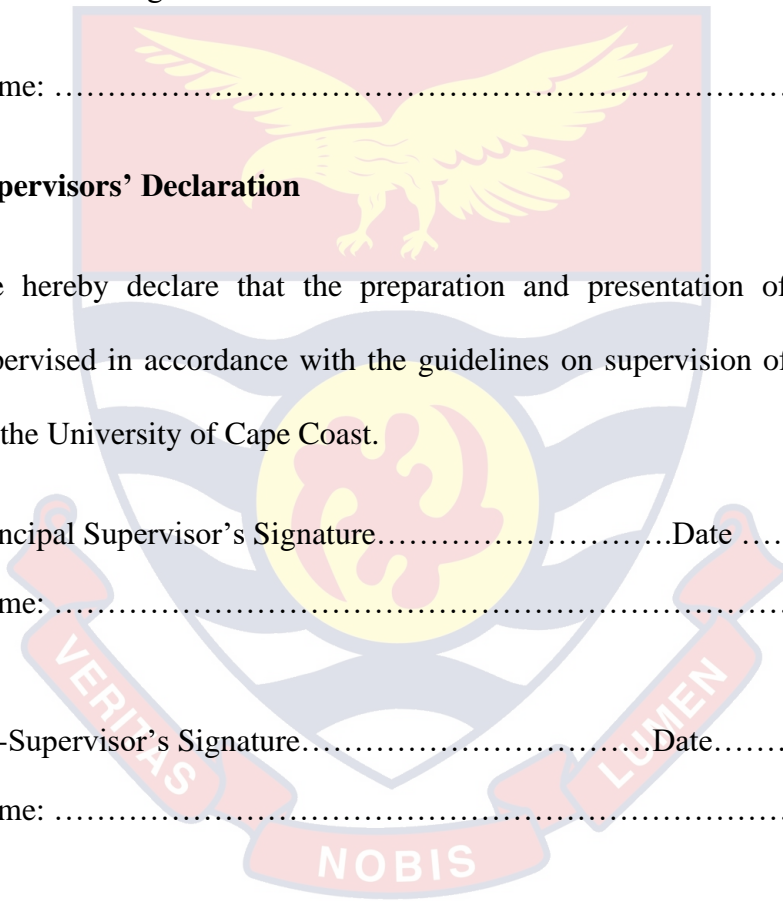 me: ………………………………………………………………………
pervisors’ Declaration
hereby declare that the preparation and presentation of
pervised in accordance with the guidelines on supervision of
the University of Cape Coast.
ncipal Supervisor’s Signature……………………….Date ….
me: ………………………………………………………………………
-Supervisor’s Signature……………………………Date…….
me: ………………………………………………………………………
VERITAS
NOBIS
LUMEN